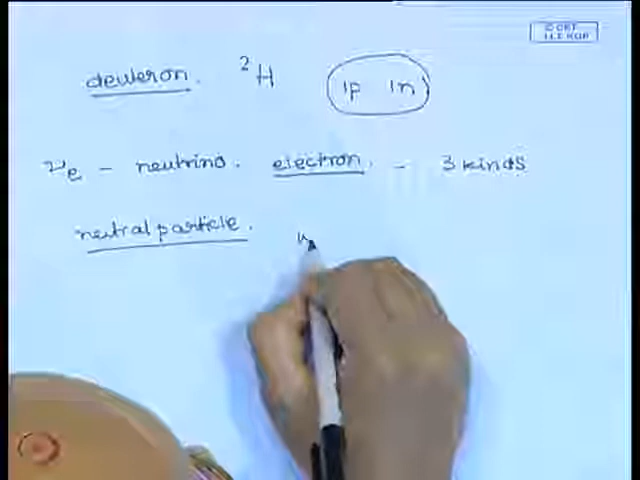 deuteron. ²H 1p 1n
νe – neutrino. electron. – 3 kinds
neutral particle.